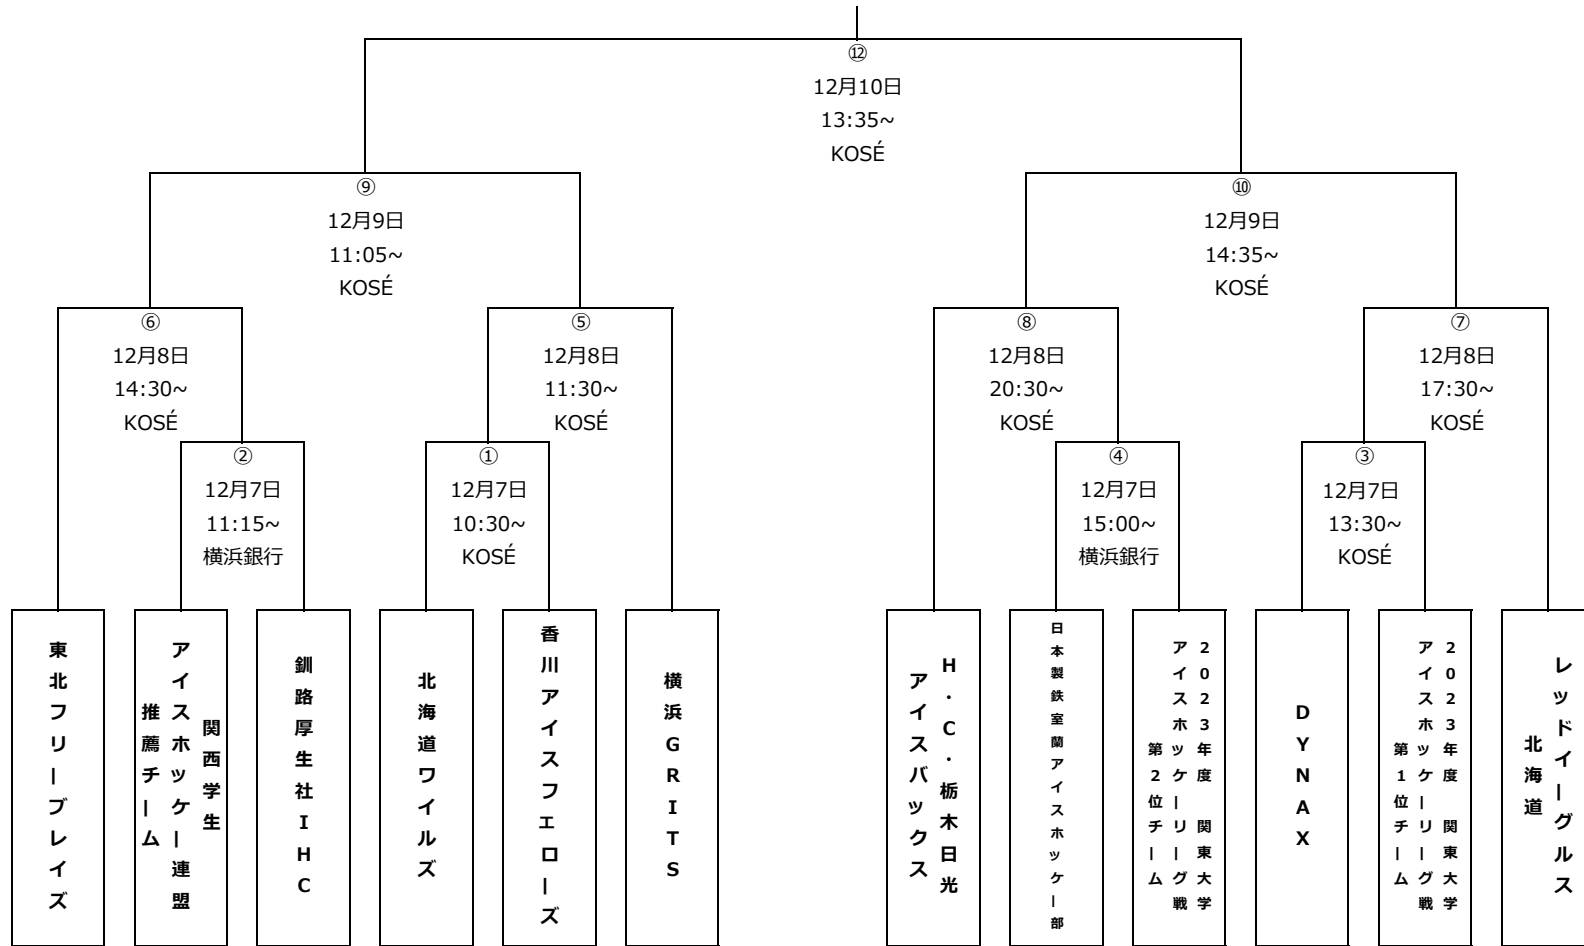 ⑫
12月10日
13:35~
KOSÉ
⑨
12月9日
11:05~
KOSÉ
⑩
12月9日
14:35~
KOSÉ
⑥
12月8日
14:30~
KOSÉ
⑤
12月8日
11:30~
KOSÉ
⑧
12月8日
20:30~
KOSÉ
⑦
12月8日
17:30~
KOSÉ
②
12月7日
11:15~
横浜銀行
①
12月7日
10:30~
KOSÉ
④
12月7日
15:00~
横浜銀行
③
12月7日
13:30~
KOSÉ
東北フリーブレイズ
関西学生
アイスホッケー連盟
推薦チーム
釧路厚生社IHC
北海道ワイルズ
香川アイスフェローズ
横浜GRITS
H・C・栃木日光
アイスバックス
日本製鉄室蘭アイスホッケー部
2023年度 関東大学
アイスホッケーリーグ戦
第2位チーム
DYNAX
2023年度 関東大学
アイスホッケーリーグ戦
第1位チーム
レッドイーグルス
北海道